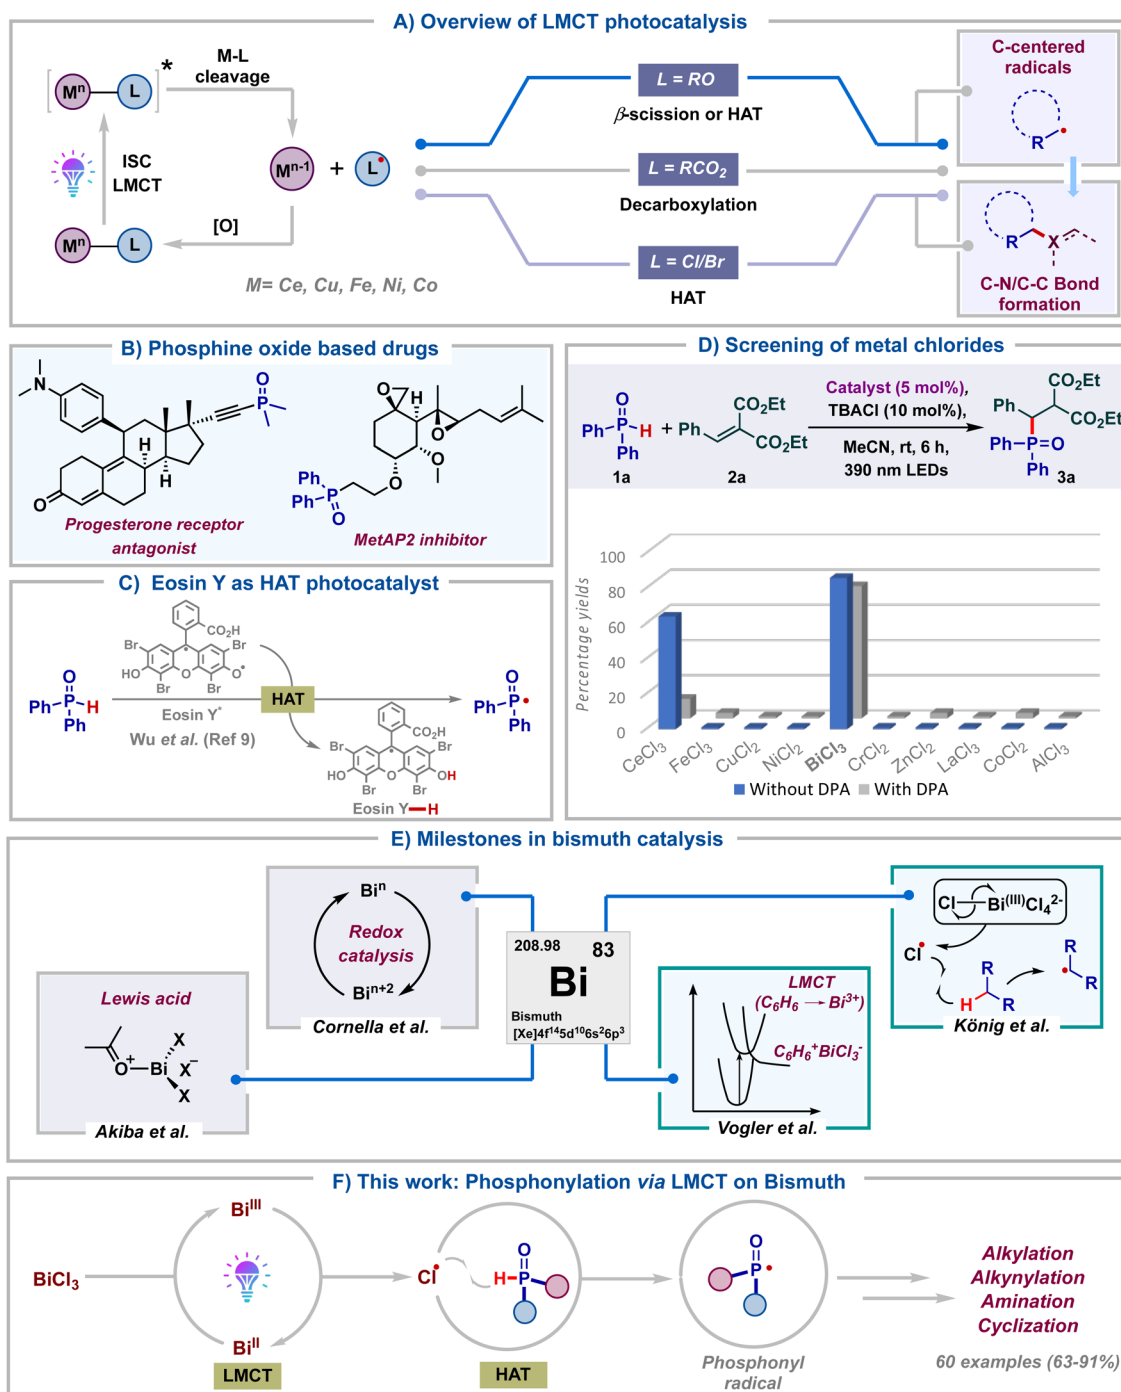 A) Overview of LMCT photocatalysis
[Mⁿ L]*
M-L
cleavage
ISC
LMCT
Mⁿ⁻¹ + L•
[O]
Mⁿ L
M= Ce, Cu, Fe, Ni, Co
L = RO
β-scission or HAT
L = RCO₂
Decarboxylation
L = Cl/Br
HAT
C-centered
radicals
R
R X
C-N/C-C Bond
formation
B) Phosphine oxide based drugs
N
O
P
H
H
H
O
Progesterone receptor
antagonist
O
H
O
O
O
Ph P
Ph O
MetAP2 inhibitor
C) Eosin Y as HAT photocatalyst
CO₂H
Br Br
HO O O*
Br Br
Eosin Y*
Wu et al. (Ref 9)
O
Ph P H
Ph
HAT
O
Ph P•
Ph
CO₂H
Br Br
HO O OH
Br Br
Eosin Y—H
D) Screening of metal chlorides
O
Ph P H
Ph
1a
+
CO₂Et
Ph CO₂Et
2a
Catalyst (5 mol%),
TBACl (10 mol%),
MeCN, rt, 6 h,
390 nm LEDs
CO₂Et
Ph CO₂Et
Ph P=O
Ph
3a
Percentage yields
100
80
60
40
20
0
CeCl₃
FeCl₃
CuCl₂
NiCl₂
BiCl₃
CrCl₂
ZnCl₂
LaCl₃
CoCl₂
AlCl₃
Without DPA With DPA
E) Milestones in bismuth catalysis
Lewis acid
O⁺ Bi X X⁻ X
Akiba et al.
Biⁿ
Redox
catalysis
Biⁿ⁺²
Cornella et al.
208.98 83
Bi
Bismuth
[Xe]4f¹⁴5d¹⁰6s²6p³
LMCT
(C₆H₆ → Bi³⁺)
C₆H₆⁺BiCl₃⁻
Vogler et al.
Cl Bi⁽ᴵᴵᴵ⁾Cl₄²⁻
Cl•
R
H R
R
R
König et al.
F) This work: Phosphonylation via LMCT on Bismuth
BiCl₃
Biᴵᴵᴵ
Biᴵᴵ
LMCT
Cl•
O
H-P
HAT
O
P•
Phosphonyl
radical
Alkylation
Alkynylation
Amination
Cyclization
60 examples (63-91%)